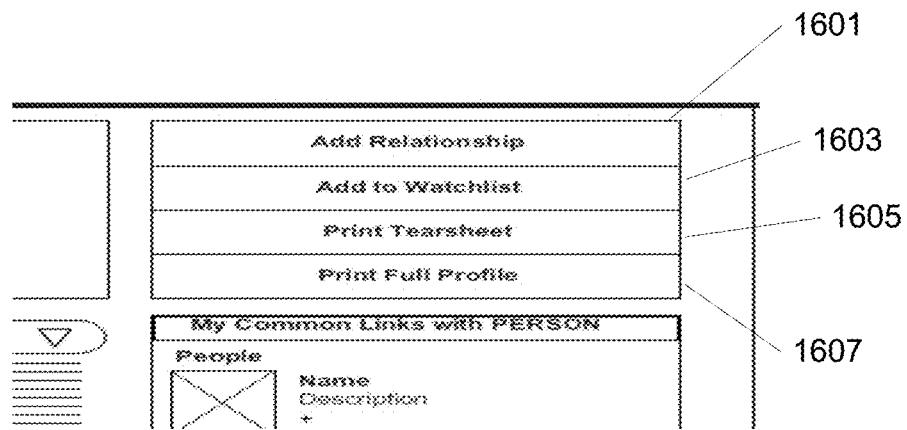 1601
Add Relationship
1603
Add to Watchlist
1605
Print Tearsheet
Print Full Profile
My Common Links with PERSON
1607
People
Name
Description
+